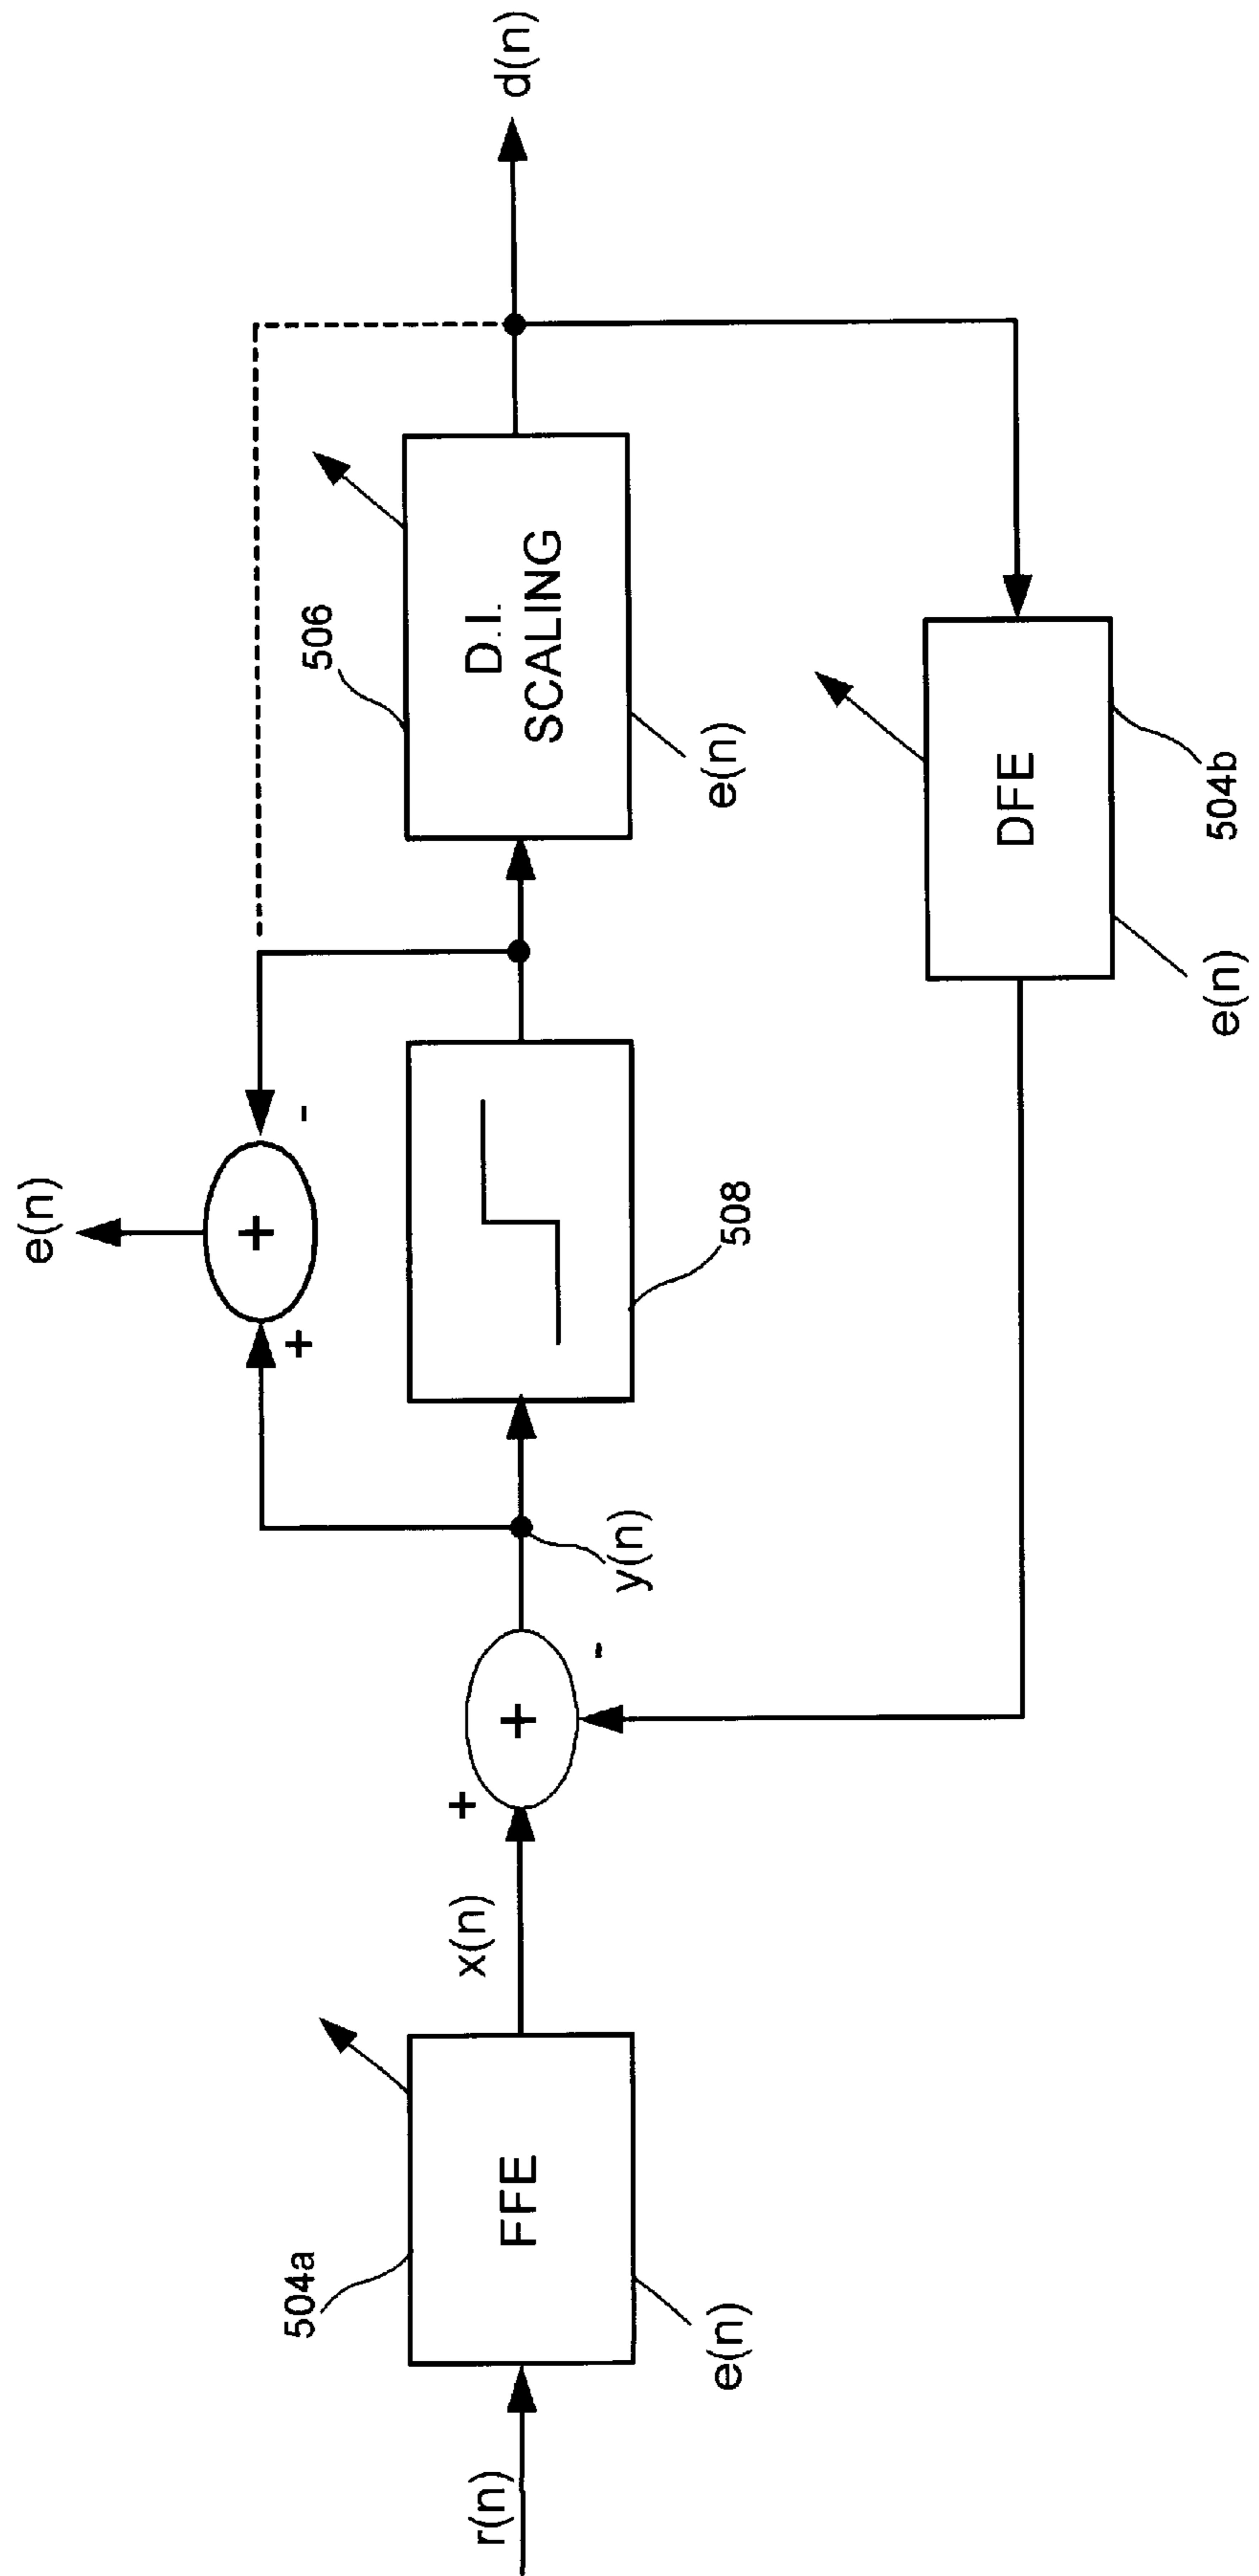 r(n)
504a
FFE
e(n)
x(n)
+
+
-
y(n)
+
+
-
e(n)
508
506
D.I.
SCALING
e(n)
DFE
504b
e(n)
d(n)